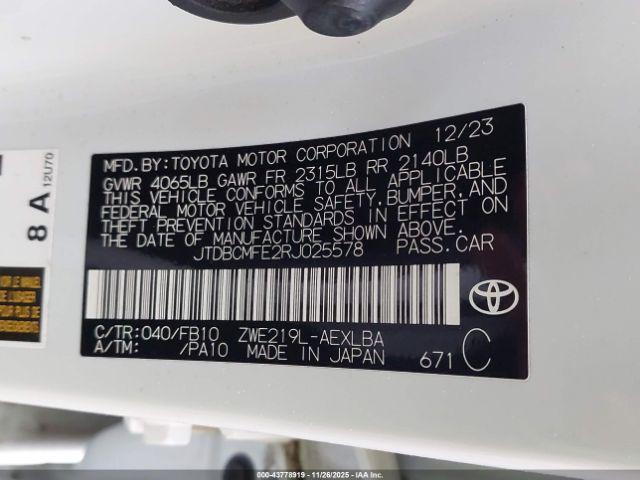 MFD. BY: TOYOTA MOTOR CORPORATION 12/23
GVWR 4065LB GAWR FR 2315LB RR 2140LB
THIS VEHICLE CONFORMS TO ALL APPLICABLE
FEDERAL MOTOR VEHICLE SAFETY, BUMPER, AND
THEFT PREVENTION STANDARDS IN EFFECT ON
THE DATE OF MANUFACTURE SHOWN ABOVE.
JTDBCMFE2RJ025578 PASS. CAR
C/TR: 040/FB10 ZWE219L-AEXLBA
A/TM: /PA10 MADE IN JAPAN 671 C
8 A 12U70
000-43778919 11/26/2025 IAAI.COM